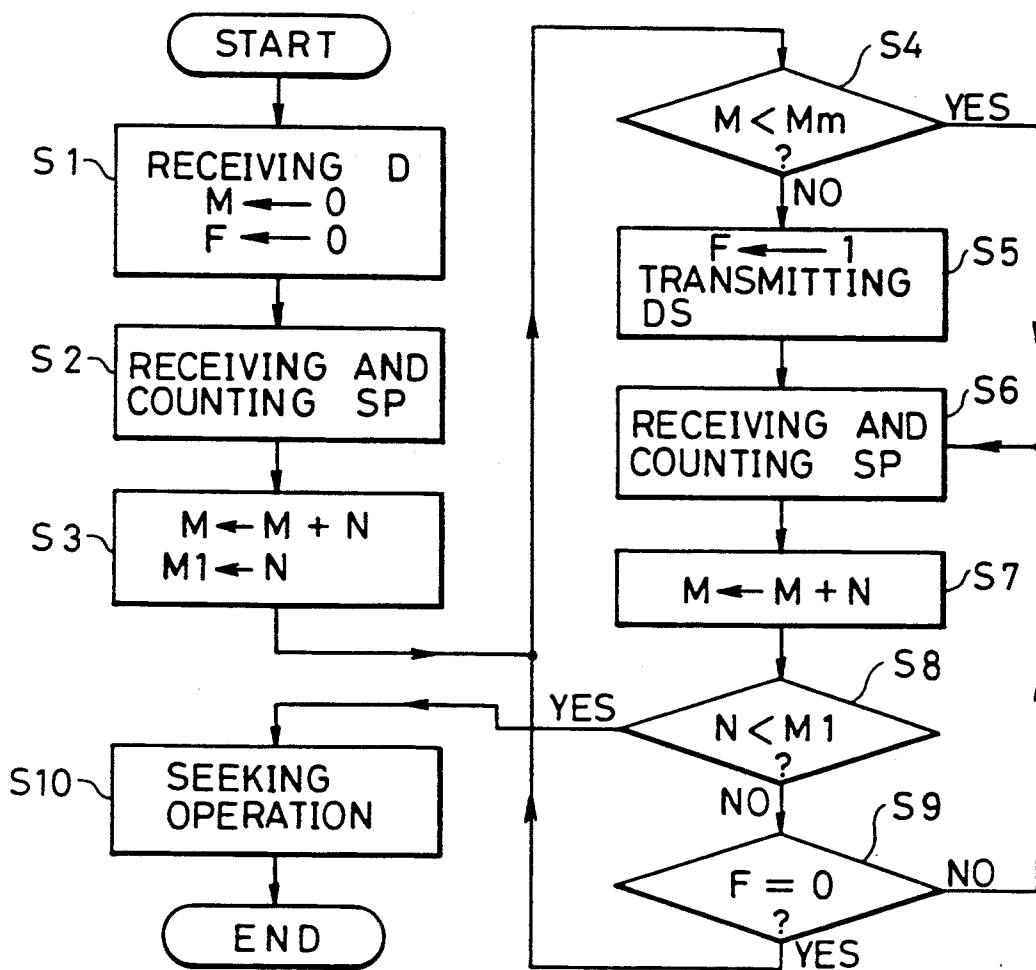 START
S1
RECEIVING D
M ← 0
F ← 0
S2
RECEIVING AND
COUNTING SP
S3
M ← M + N
M1 ← N
S4
M < Mm
?
YES
NO
S5
F ← 1
TRANSMITTING
DS
S6
RECEIVING AND
COUNTING SP
S7
M ← M + N
S8
N < M1
?
YES
NO
S9
F = 0
?
NO
YES
S10
SEEKING
OPERATION
END